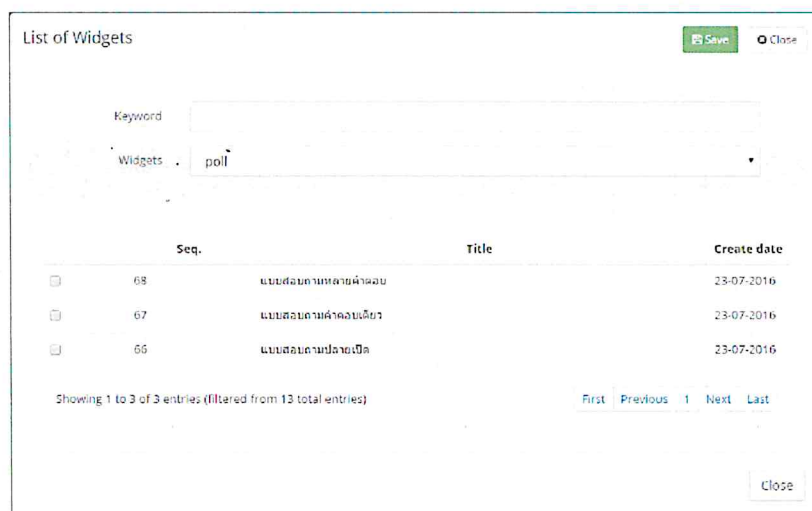 List of Widgets
Save
Close
Keyword
Widgets poll
Seq. Title Create date
68 แบบสอบถามหลายคำตอบ 23-07-2016
67 แบบสอบถามคำตอบเดียว 23-07-2016
66 แบบสอบถามปลายเปิด 23-07-2016
Showing 1 to 3 of 3 entries (filtered from 13 total entries)
First Previous 1 Next Last
Close